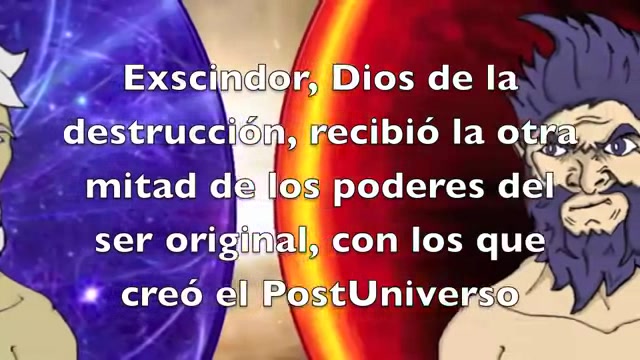 Exscindor, Dios de la
destrucción, recibió la otra
mitad de los poderes del
ser original, con los que
creó el PostUniverso